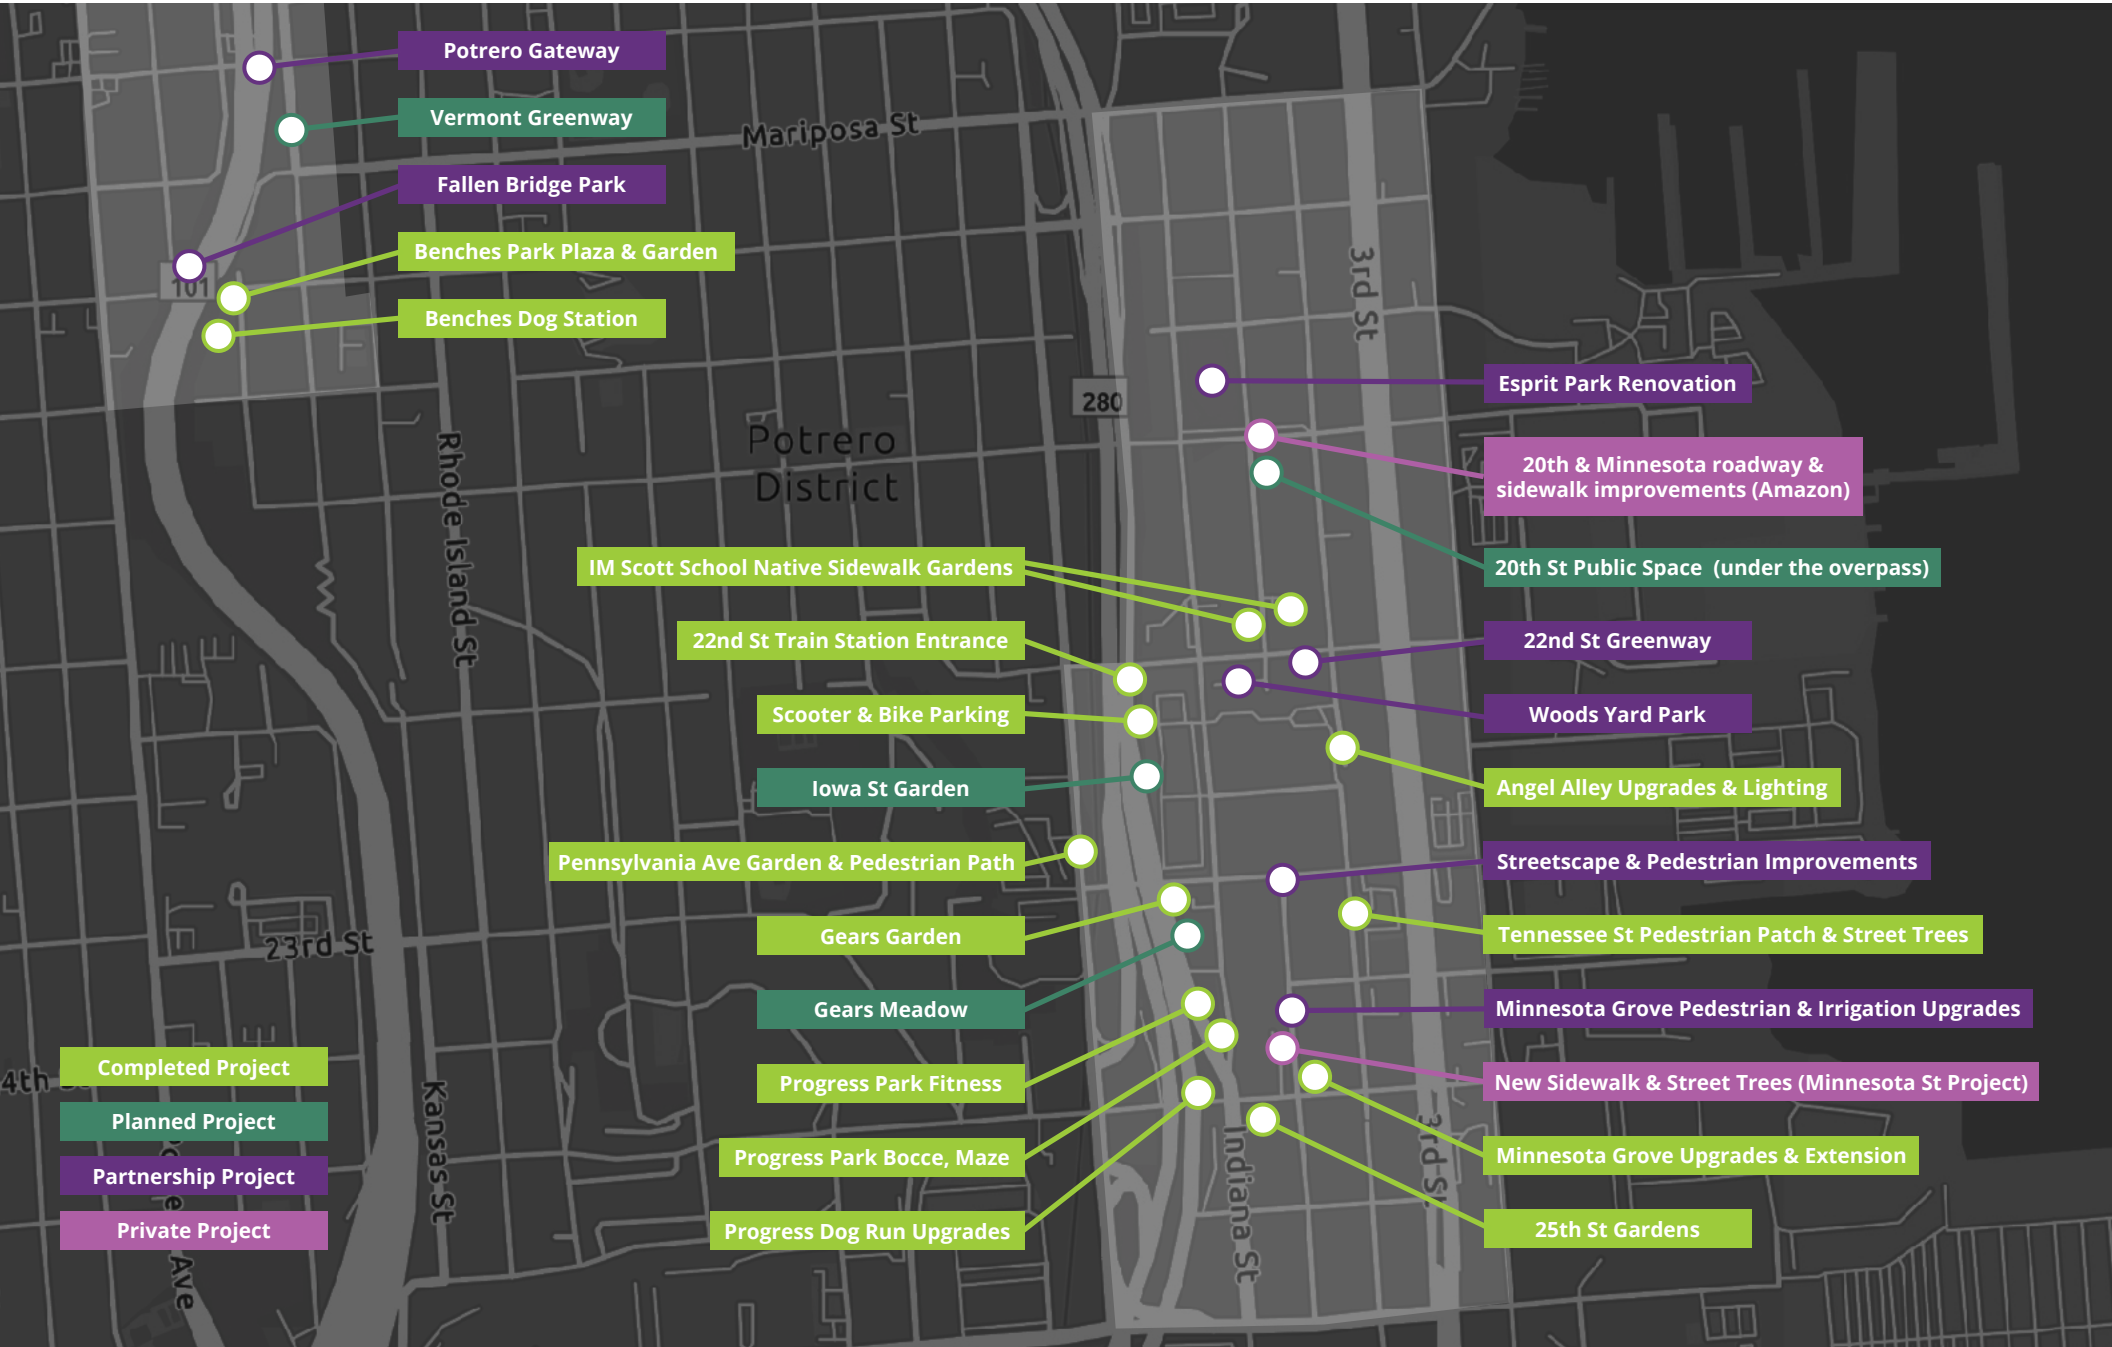 Potrero Gateway
Vermont Greenway
Fallen Bridge Park
Benches Park Plaza & Garden
Benches Dog Station
Mariposa St
3rd St
101
280
Potrero
District
Rhode Island St
Esprit Park Renovation
20th & Minnesota roadway &
sidewalk improvements (Amazon)
20th St Public Space (under the overpass)
IM Scott School Native Sidewalk Gardens
22nd St Train Station Entrance
Scooter & Bike Parking
Iowa St Garden
Pennsylvania Ave Garden & Pedestrian Path
Gears Garden
Gears Meadow
Progress Park Fitness
Progress Park Bocce, Maze
Progress Dog Run Upgrades
22nd St Greenway
Woods Yard Park
Angel Alley Upgrades & Lighting
Streetscape & Pedestrian Improvements
Tennessee St Pedestrian Patch & Street Trees
Minnesota Grove Pedestrian & Irrigation Upgrades
New Sidewalk & Street Trees (Minnesota St Project)
Minnesota Grove Upgrades & Extension
25th St Gardens
23rd St
4th
Kansas St
Indiana St
3rd St
Ave
Completed Project
Planned Project
Partnership Project
Private Project